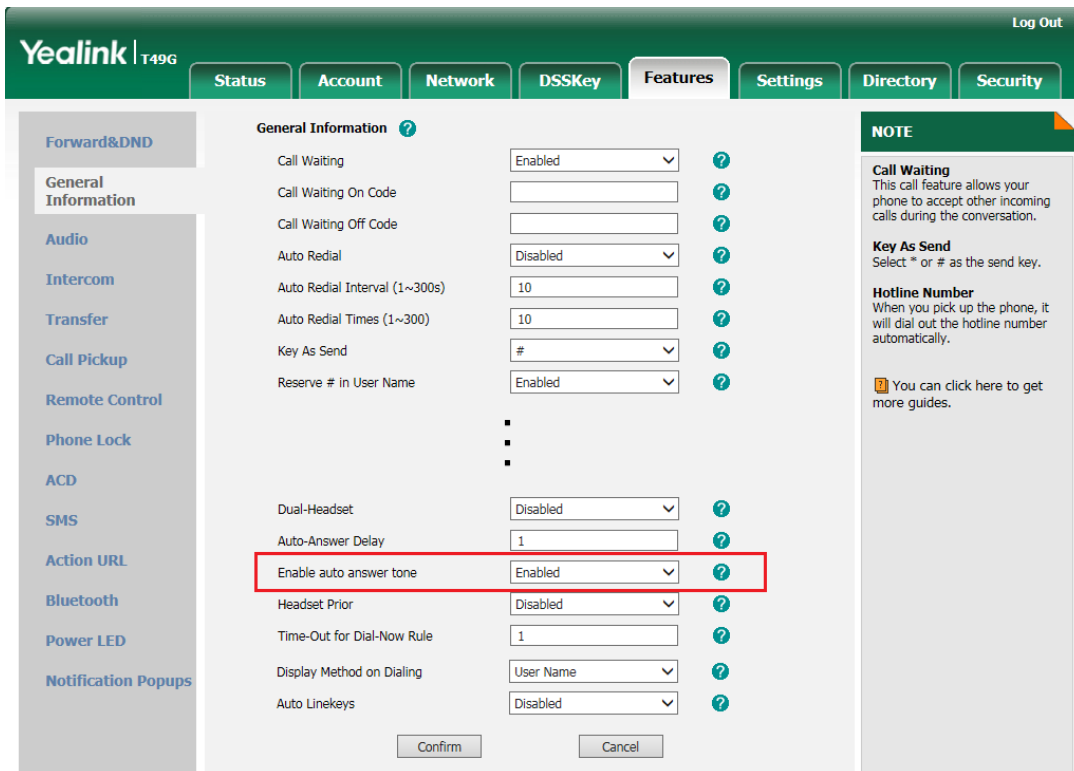 Log Out
Yealink T49G
Status Account Network DSSKey Features Settings Directory Security
Forward&DND
General
Information
Audio
Intercom
Transfer
Call Pickup
Remote Control
Phone Lock
ACD
SMS
Action URL
Bluetooth
Power LED
Notification Popups
General Information ?
Call Waiting Enabled ?
Call Waiting On Code ?
Call Waiting Off Code ?
Auto Redial Disabled ?
Auto Redial Interval (1~300s) 10 ?
Auto Redial Times (1~300) 10 ?
Key As Send # ?
Reserve # in User Name Enabled ?
Dual-Headset Disabled ?
Auto-Answer Delay 1 ?
Enable auto answer tone Enabled ?
Headset Prior Disabled ?
Time-Out for Dial-Now Rule 1 ?
Display Method on Dialing User Name ?
Auto Linekeys Disabled ?
Confirm Cancel
NOTE
Call Waiting
This call feature allows your
phone to accept other incoming
calls during the conversation.
Key As Send
Select * or # as the send key.
Hotline Number
When you pick up the phone, it
will dial out the hotline number
automatically.
? You can click here to get
more guides.